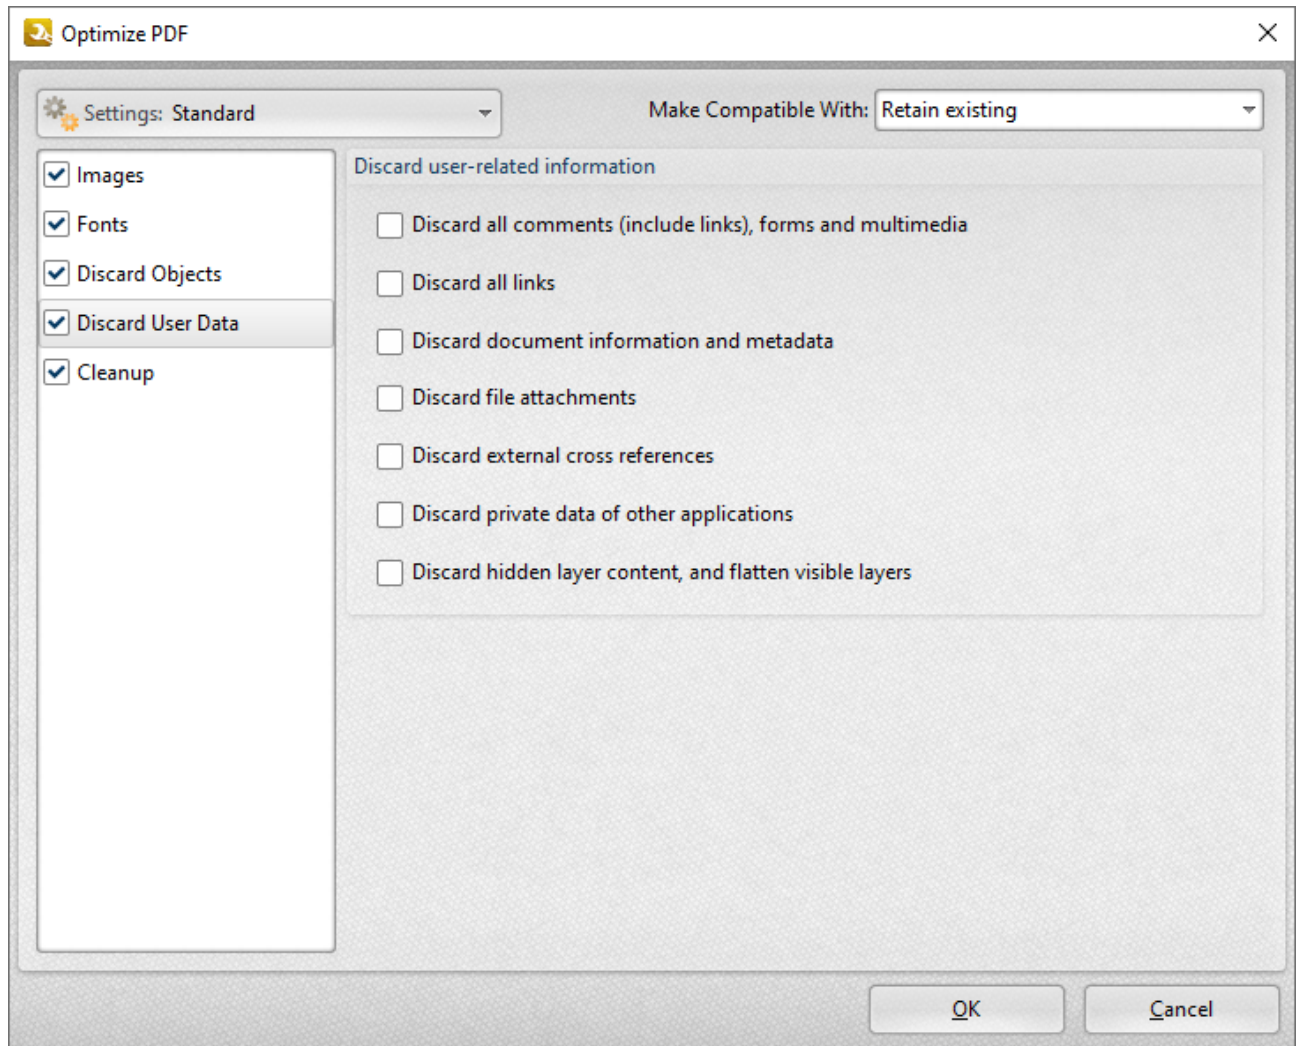 Optimize PDF
Settings: Standard
Make Compatible With: Retain existing
Images
Fonts
Discard Objects
Discard User Data
Cleanup
Discard user-related information
Discard all comments (include links), forms and multimedia
Discard all links
Discard document information and metadata
Discard file attachments
Discard external cross references
Discard private data of other applications
Discard hidden layer content, and flatten visible layers
OK
Cancel